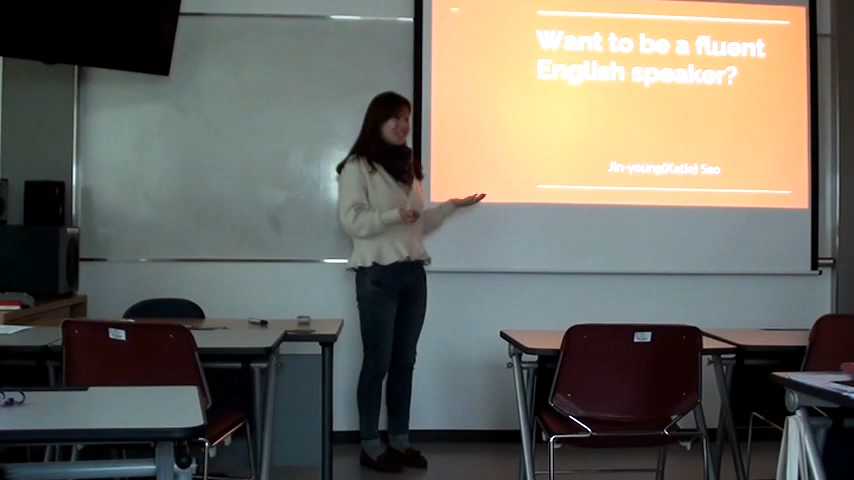 Want to be a fluent
English speaker?
Jin-young(Katie) Seo